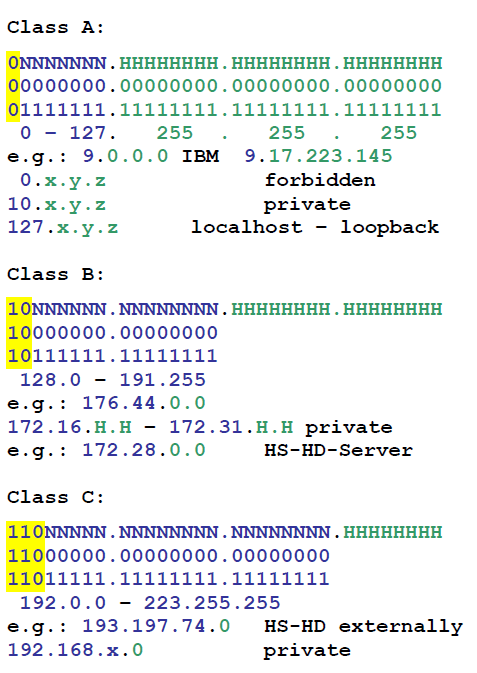 Class A:
0NNNNNNN.HHHHHHHH.HHHHHHHH.HHHHHHHH
00000000.00000000.00000000.00000000
01111111.11111111.11111111.11111111
0 – 127. 255 . 255 . 255
e.g.: 9.0.0.0 IBM 9.17.223.145
0.x.y.z forbidden
10.x.y.z private
127.x.y.z localhost – loopback
Class B:
10NNNNNN.NNNNNNNN.HHHHHHHH.HHHHHHHH
10000000.00000000
10111111.11111111
128.0 – 191.255
e.g.: 176.44.0.0
172.16.H.H – 172.31.H.H private
e.g.: 172.28.0.0 HS-HD-Server
Class C:
110NNNNN.NNNNNNNN.NNNNNNNN.HHHHHHHH
11000000.00000000.00000000
11011111.11111111.11111111
192.0.0 – 223.255.255
e.g.: 193.197.74.0 HS-HD externally
192.168.x.0 private